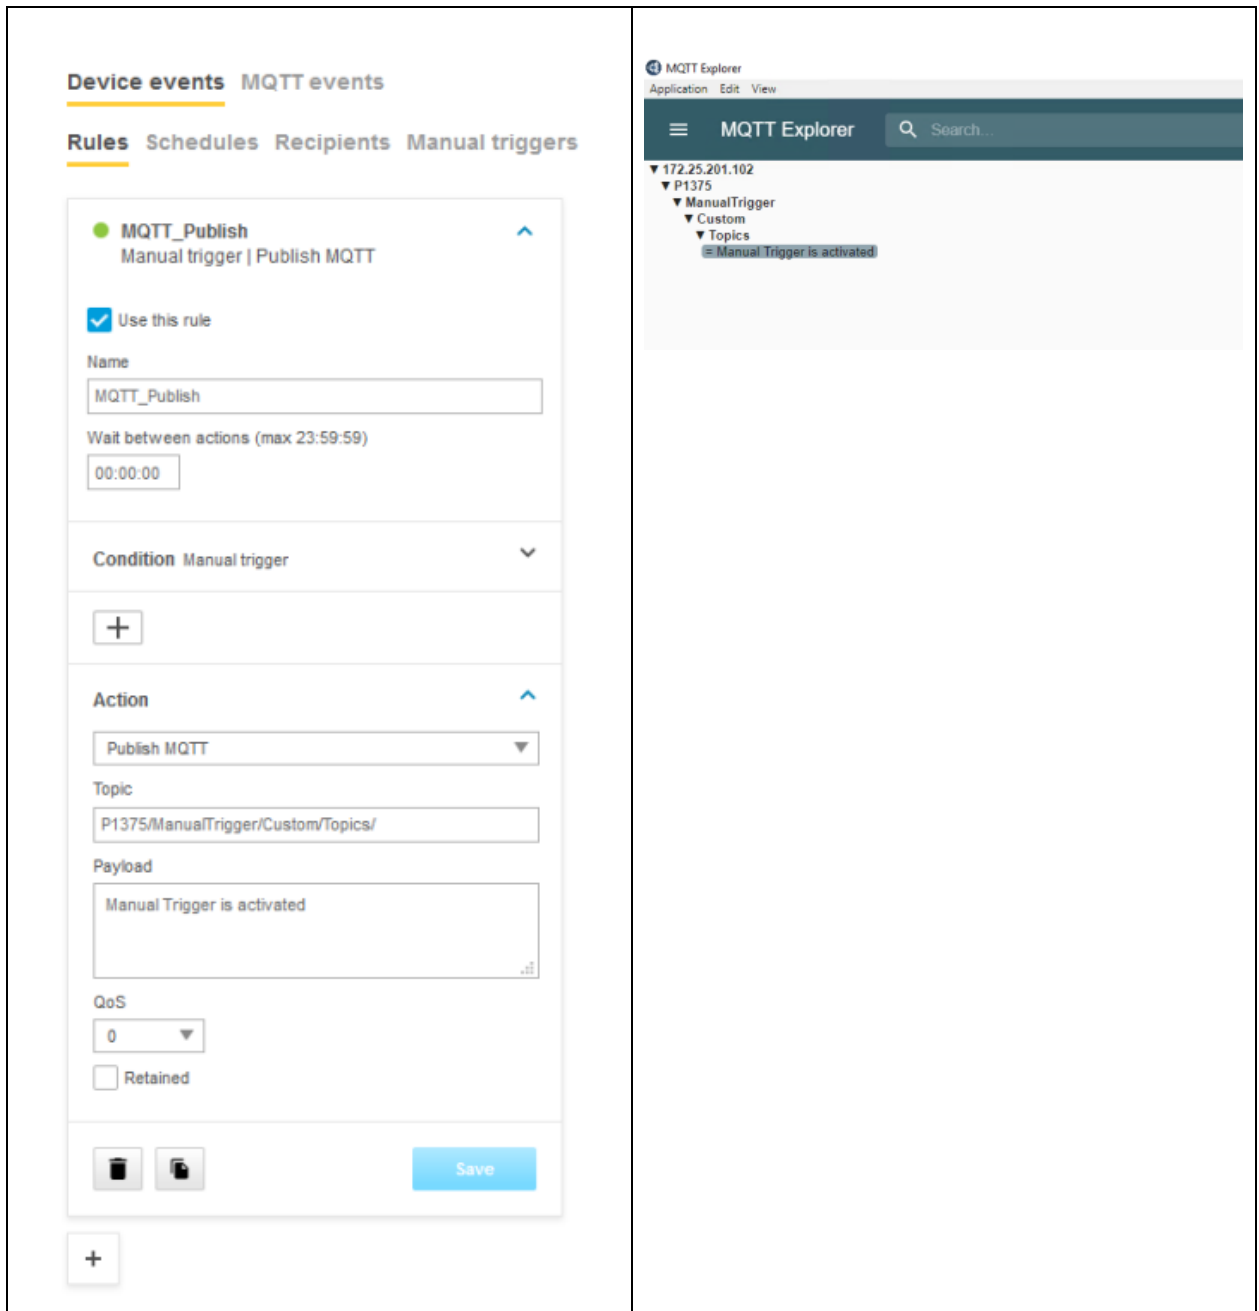 Device events MQTT events
Rules Schedules Recipients Manual triggers
MQTT_Publish
Manual trigger | Publish MQTT
Use this rule
Name
MQTT_Publish
Wait between actions (max 23:59:59)
00:00:00
Condition Manual trigger
+
Action
Publish MQTT
Topic
P1375/ManualTrigger/Custom/Topics/
Payload
Manual Trigger is activated
QoS
0
Retained
Save
+
MQTT Explorer
Application Edit View
MQTT Explorer Search...
172.25.201.102
P1375
ManualTrigger
Custom
Topics
= Manual Trigger is activated